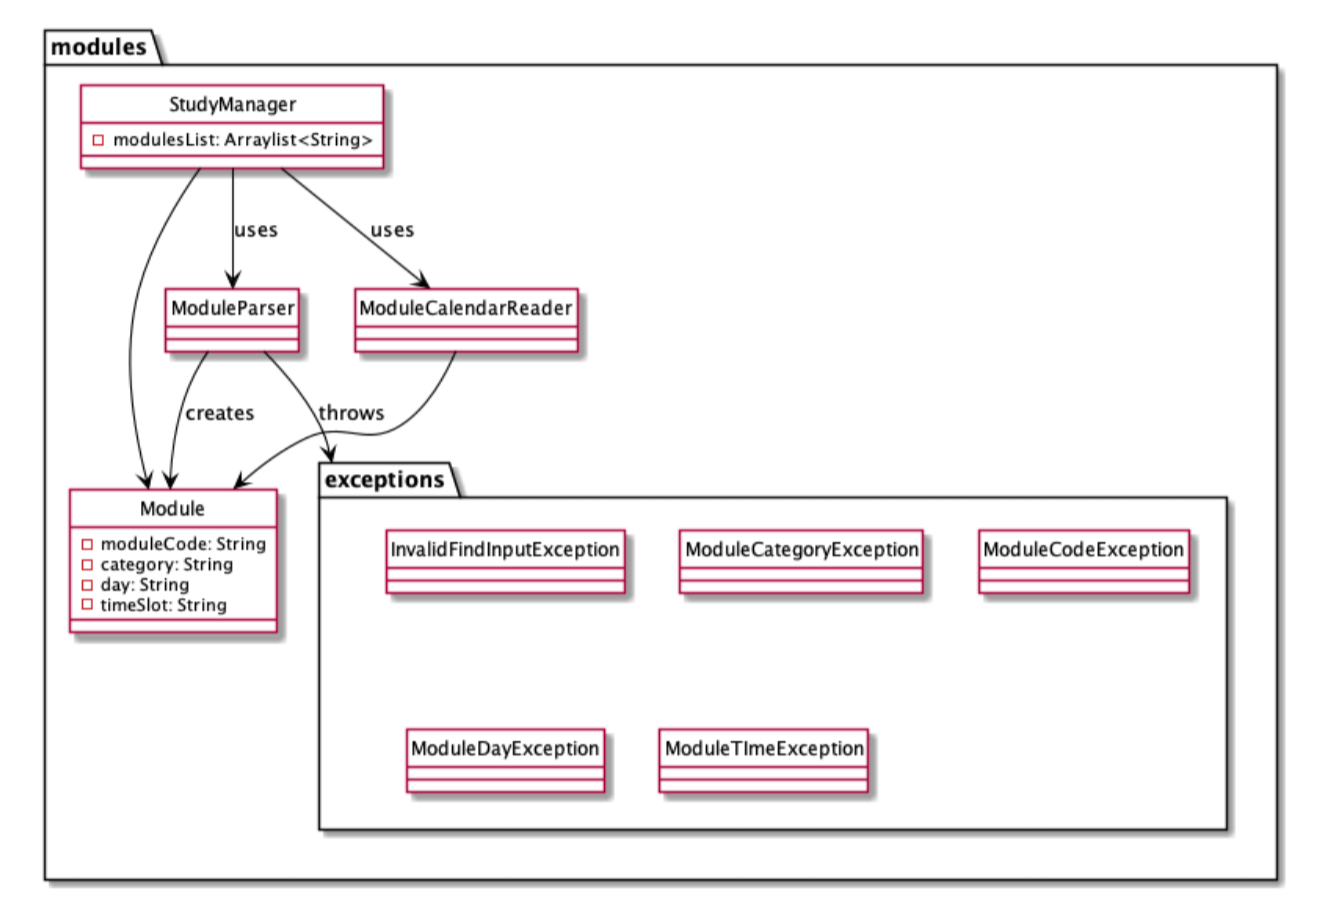 modules
StudyManager
modulesList: Arraylist<String>
uses
uses
ModuleParser
ModuleCalendarReader
creates
throws
Module
moduleCode: String
category: String
day: String
timeSlot: String
exceptions
InvalidFindInputException
ModuleCategoryException
ModuleCodeException
ModuleDayException
ModuleTImeException